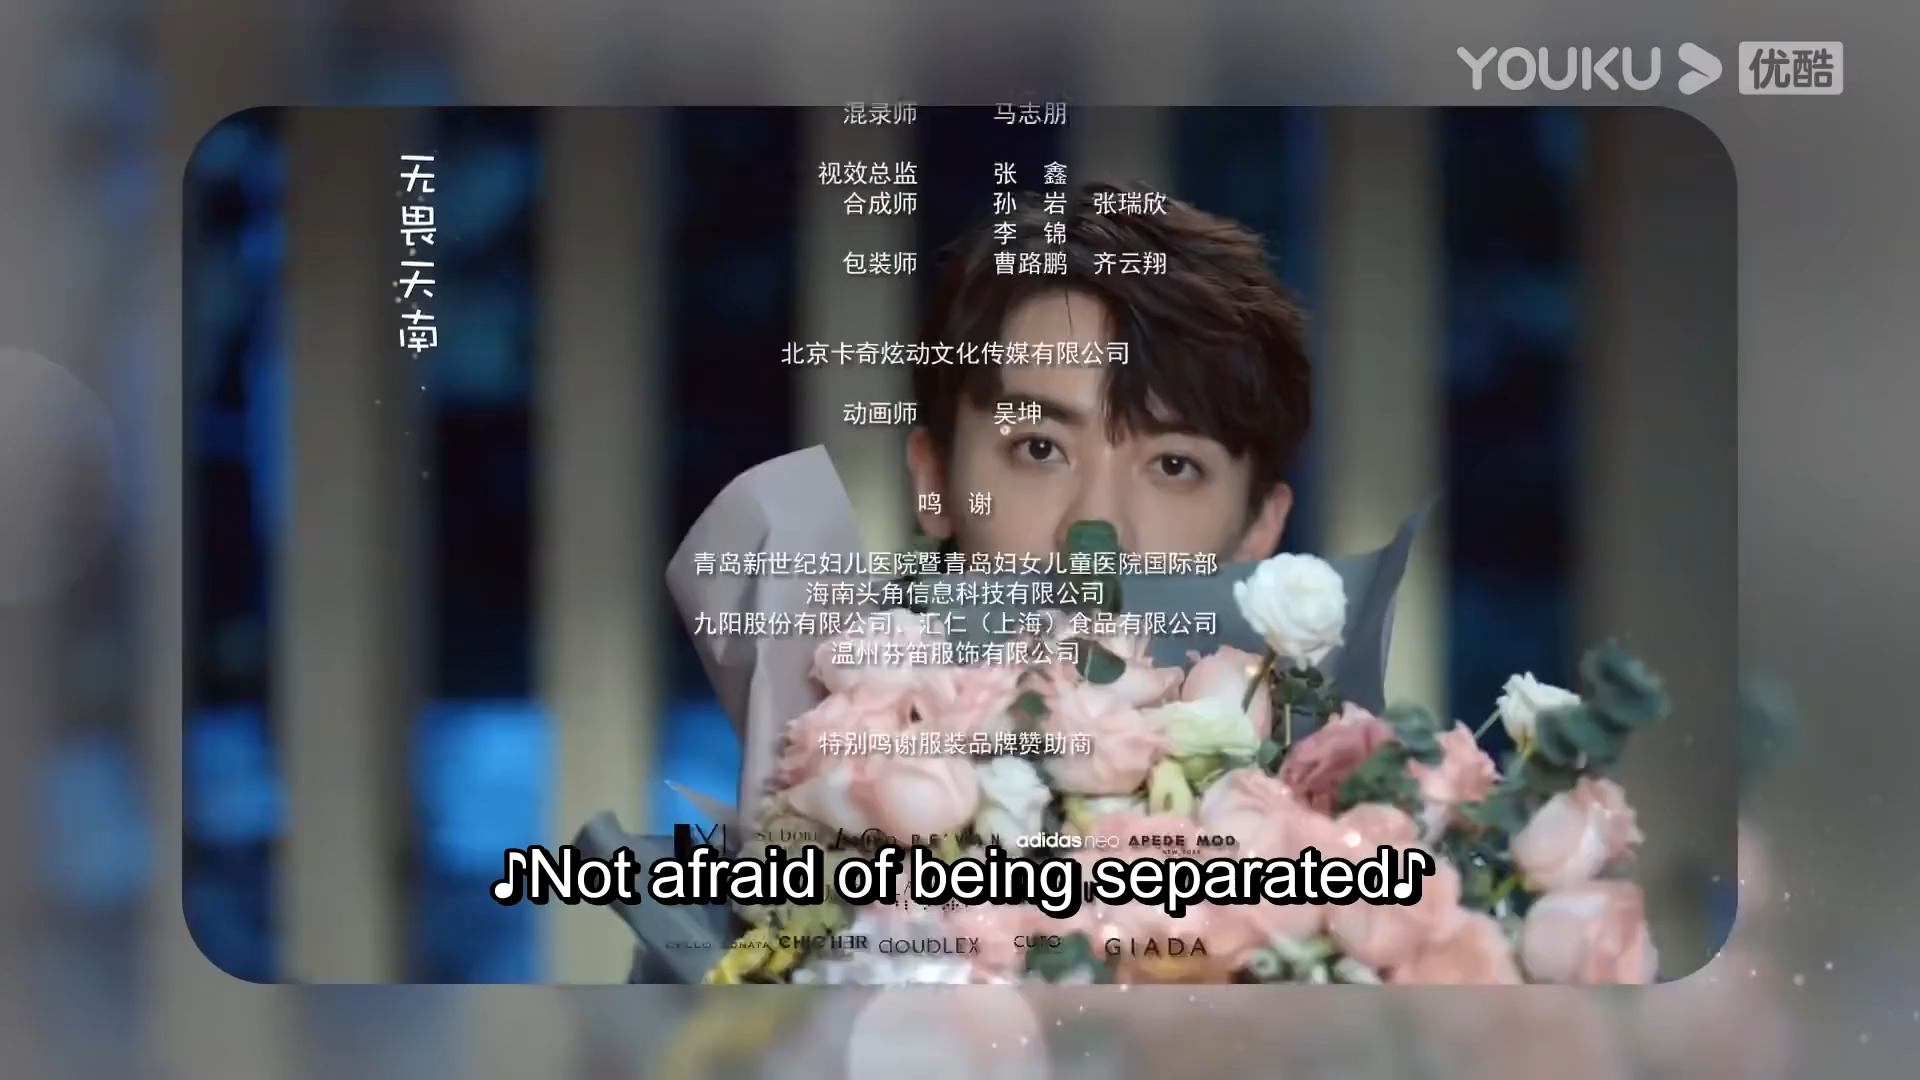 YOUKU 优酷
混录师 马志朋
无畏天南
视效总监 张 鑫
合成师 孙 岩 张瑞欣
李 锦
包装师 曹路鹏 齐云翔
北京卡奇炫动文化传媒有限公司
动画师 吴坤
鸣 谢
青岛新世纪妇儿医院暨青岛妇女儿童医院国际部
海南头角信息科技有限公司
九阳股份有限公司、汇仁（上海）食品有限公司
温州芬笛服饰有限公司
特别鸣谢服装品牌赞助商
adidas neo APEDE MOD
♪Not afraid of being separated♪
CHICH3R douBLEX CUTO GIADA